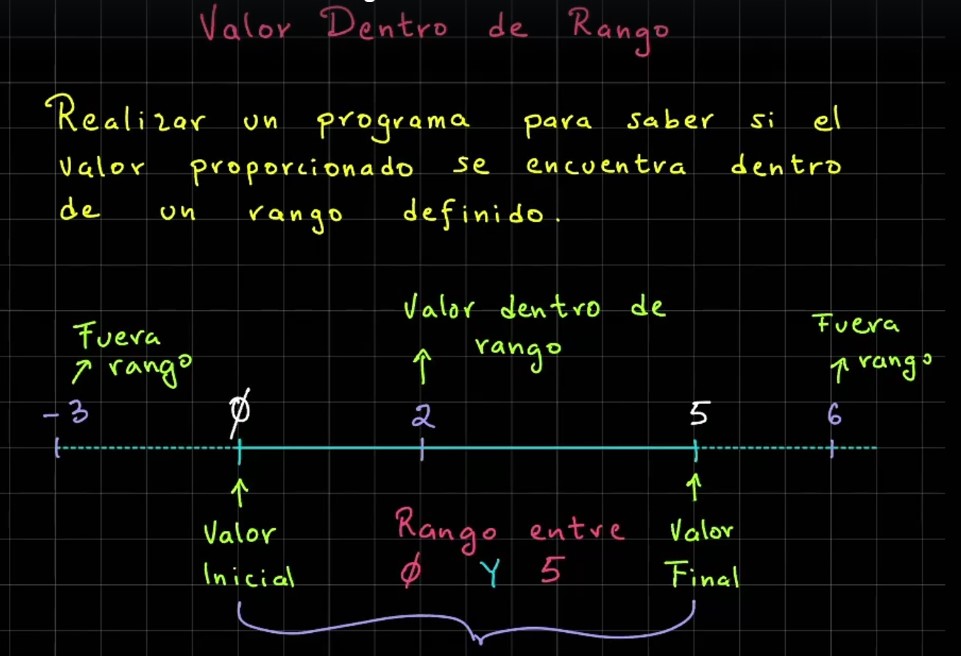 Valor Dentro de Rango
Realizar un programa para saber si el
valor proporcionado se encuentra dentro
de un rango definido.
Fuera
rango
Valor dentro de
rango
Fuera
rango
-3 Ø 2 5 6
Valor
Inicial
Rango entre
Ø Y 5
Valor
Final